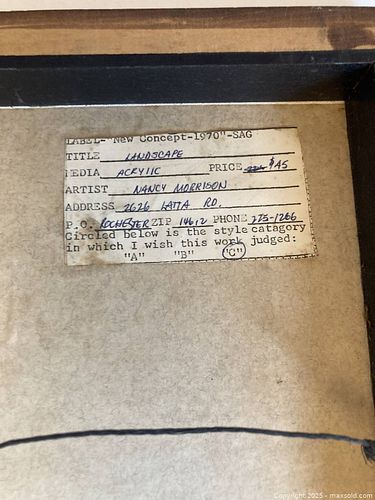 LABEL-"New Concept-1970"-SAG
TITLE LANDSCAPE
MEDIA ACRYLIC PRICE $45
ARTIST NANCY MORRISON
ADDRESS 2626 LATTA RD.
P.O. ROCHESTER ZIP 14612 PHONE 225-1266
Circled below is the style catagory
in which I wish this work judged:
"A" "B" "C"
Copyright 2025 - maxsold.com